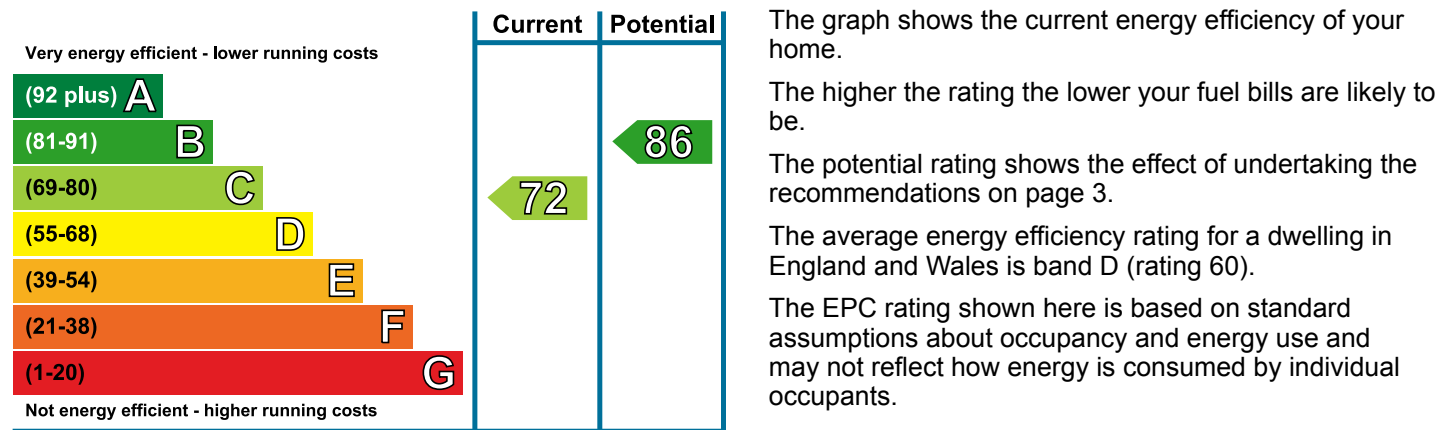 Current Potential
Very energy efficient - lower running costs
(92 plus) A
(81-91) B
86
(69-80) C
72
(55-68) D
(39-54) E
(21-38) F
(1-20) G
Not energy efficient - higher running costs
The graph shows the current energy efficiency of your
home.
The higher the rating the lower your fuel bills are likely to
be.
The potential rating shows the effect of undertaking the
recommendations on page 3.
The average energy efficiency rating for a dwelling in
England and Wales is band D (rating 60).
The EPC rating shown here is based on standard
assumptions about occupancy and energy use and
may not reflect how energy is consumed by individual
occupants.